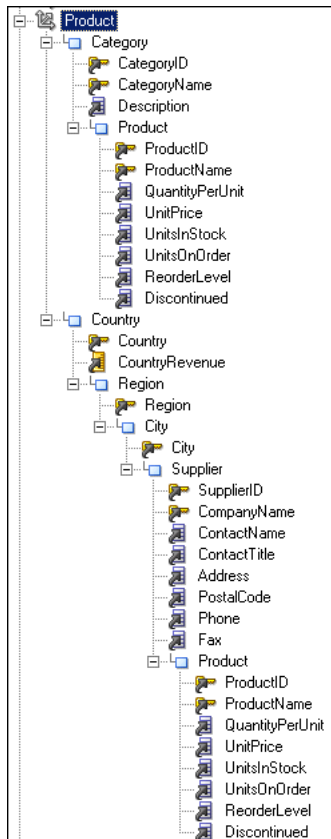 Product
Category
CategoryID
CategoryName
Description
Product
ProductID
ProductName
QuantityPerUnit
UnitPrice
UnitsInStock
UnitsOnOrder
ReorderLevel
Discontinued
Country
Country
CountryRevenue
Region
Region
City
City
Supplier
SupplierID
CompanyName
ContactName
ContactTitle
Address
PostalCode
Phone
Fax
Product
ProductID
ProductName
QuantityPerUnit
UnitPrice
UnitsInStock
UnitsOnOrder
ReorderLevel
Discontinued